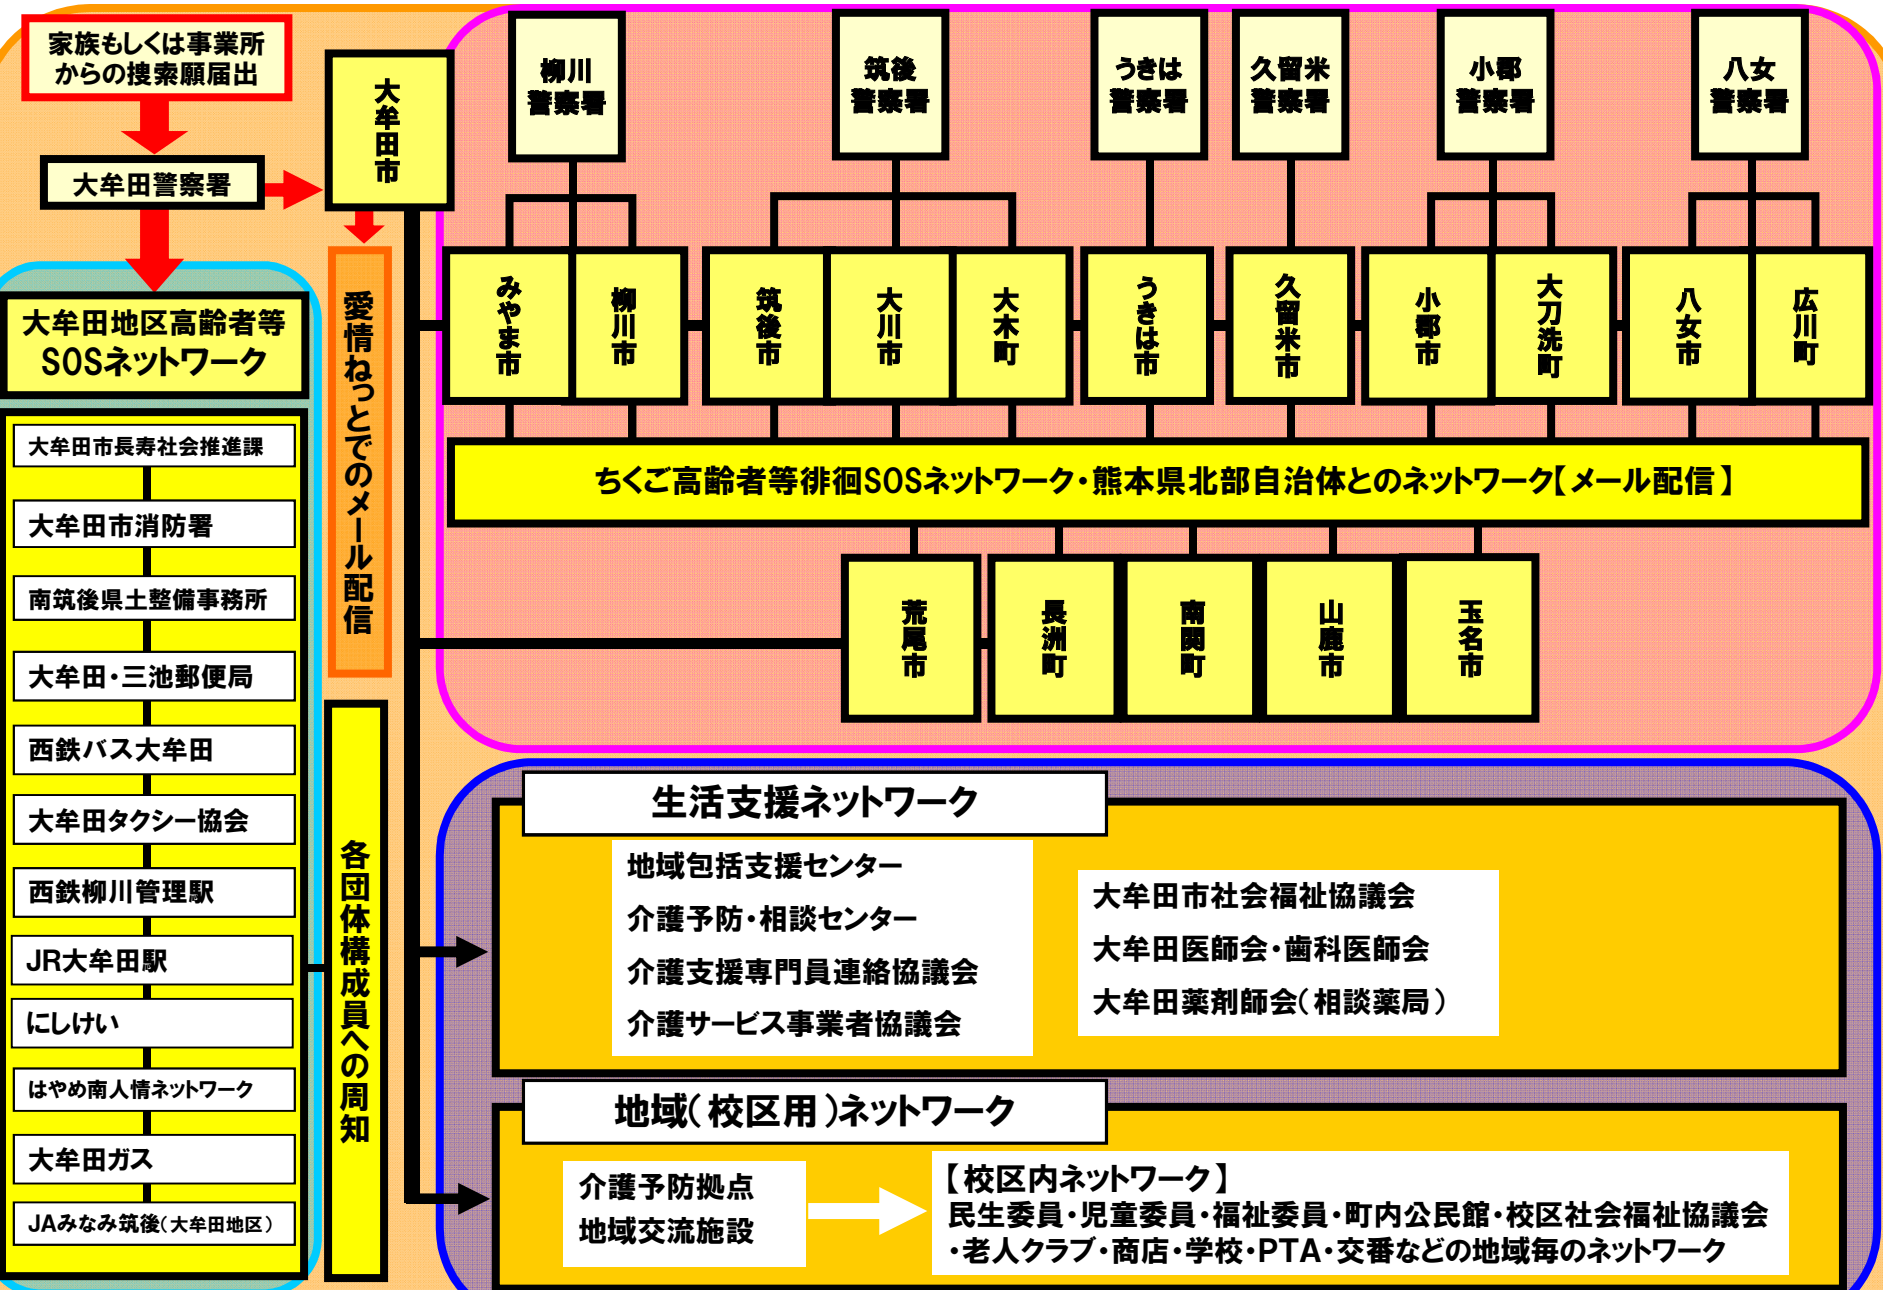 家族もしくは事業所
からの捜索願届出
大牟田警察署
大牟田市
愛情ねっとでのメール配信
大牟田地区高齢者等
SOSネットワーク
大牟田市長寿社会推進課
大牟田市消防署
南筑後県土整備事務所
大牟田・三池郵便局
西鉄バス大牟田
大牟田タクシー協会
西鉄柳川管理駅
JR大牟田駅
にしけい
はやめ南人情ネットワーク
大牟田ガス
JAみなみ筑後(大牟田地区)
各団体構成員への周知
柳川
警察署
筑後
警察署
うきは
警察署
久留米
警察署
小郡
警察署
八女
警察署
みやま市
柳川市
筑後市
大川市
大木町
うきは市
久留米市
小郡市
大刀洗町
八女市
広川町
ちくご高齢者等徘徊SOSネットワーク・熊本県北部自治体とのネットワーク【メール配信】
荒尾市
長洲町
南関町
山鹿市
玉名市
生活支援ネットワーク
地域包括支援センター
介護予防・相談センター
介護支援専門員連絡協議会
介護サービス事業者協議会
大牟田市社会福祉協議会
大牟田医師会・歯科医師会
大牟田薬剤師会(相談薬局)
地域(校区用)ネットワーク
介護予防拠点
地域交流施設
【校区内ネットワーク】
民生委員・児童委員・福祉委員・町内公民館・校区社会福祉協議会
・老人クラブ・商店・学校・PTA・交番などの地域毎のネットワーク